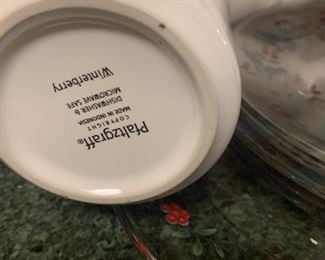 Pfaltzgraff®
COPYRIGHT
MADE IN INDONESIA
DISHWASHER &
MICROWAVE SAFE
Winterberry